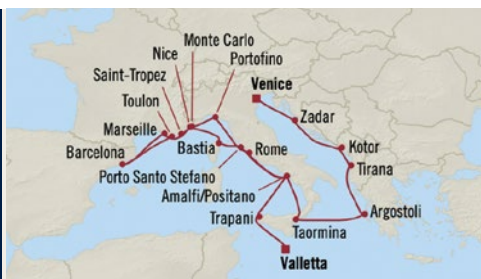 Nice
Monte Carlo
Portofino
Saint-Tropez
Venice
Toulon
Zadar
Marseille
Bastia
Rome
Kotor
Barcelona
Tirana
Porto Santo Stefano
Amalfi/Positano
Trapani
Argostoli
Taormina
Valletta